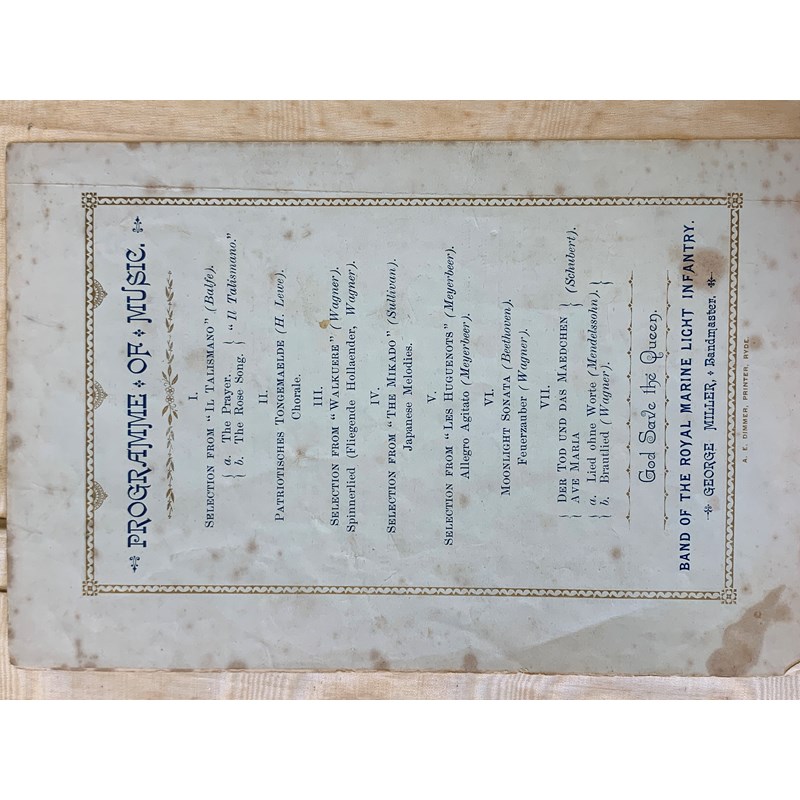 PROGRAMME OF MUSIC.
I.
SELECTION FROM "IL TALISMANO" (Balfe).
{ a. The Prayer. } "Il Talismano."
{ b. The Rose Song. }
II.
PATRIOTISCHES TONGEMAELDE (H. Lewe).
Chorale.
III.
SELECTION FROM "WALKUERE" (Wagner).
Spinnerlied (Fliegende Hollaender, Wagner).
IV.
SELECTION FROM "THE MIKADO" (Sullivan).
Japanese Melodies.
V.
SELECTION FROM "LES HUGUENOTS" (Meyerbeer).
Allegro Agitato (Meyerbeer).
VI.
MOONLIGHT SONATA (Beethoven).
Feuerzauber (Wagner).
VII.
{ DER TOD UND DAS MAEDCHEN } (Schubert).
{ AVE MARIA }
{ a. Lied ohne Worte (Mendelssohn). }
{ b. Brautlied (Wagner). }
God Save the Queen.
BAND OF THE ROYAL MARINE LIGHT INFANTRY.
GEORGE MILLER, Bandmaster.
A. E. DIMMER, PRINTER, RYDE.